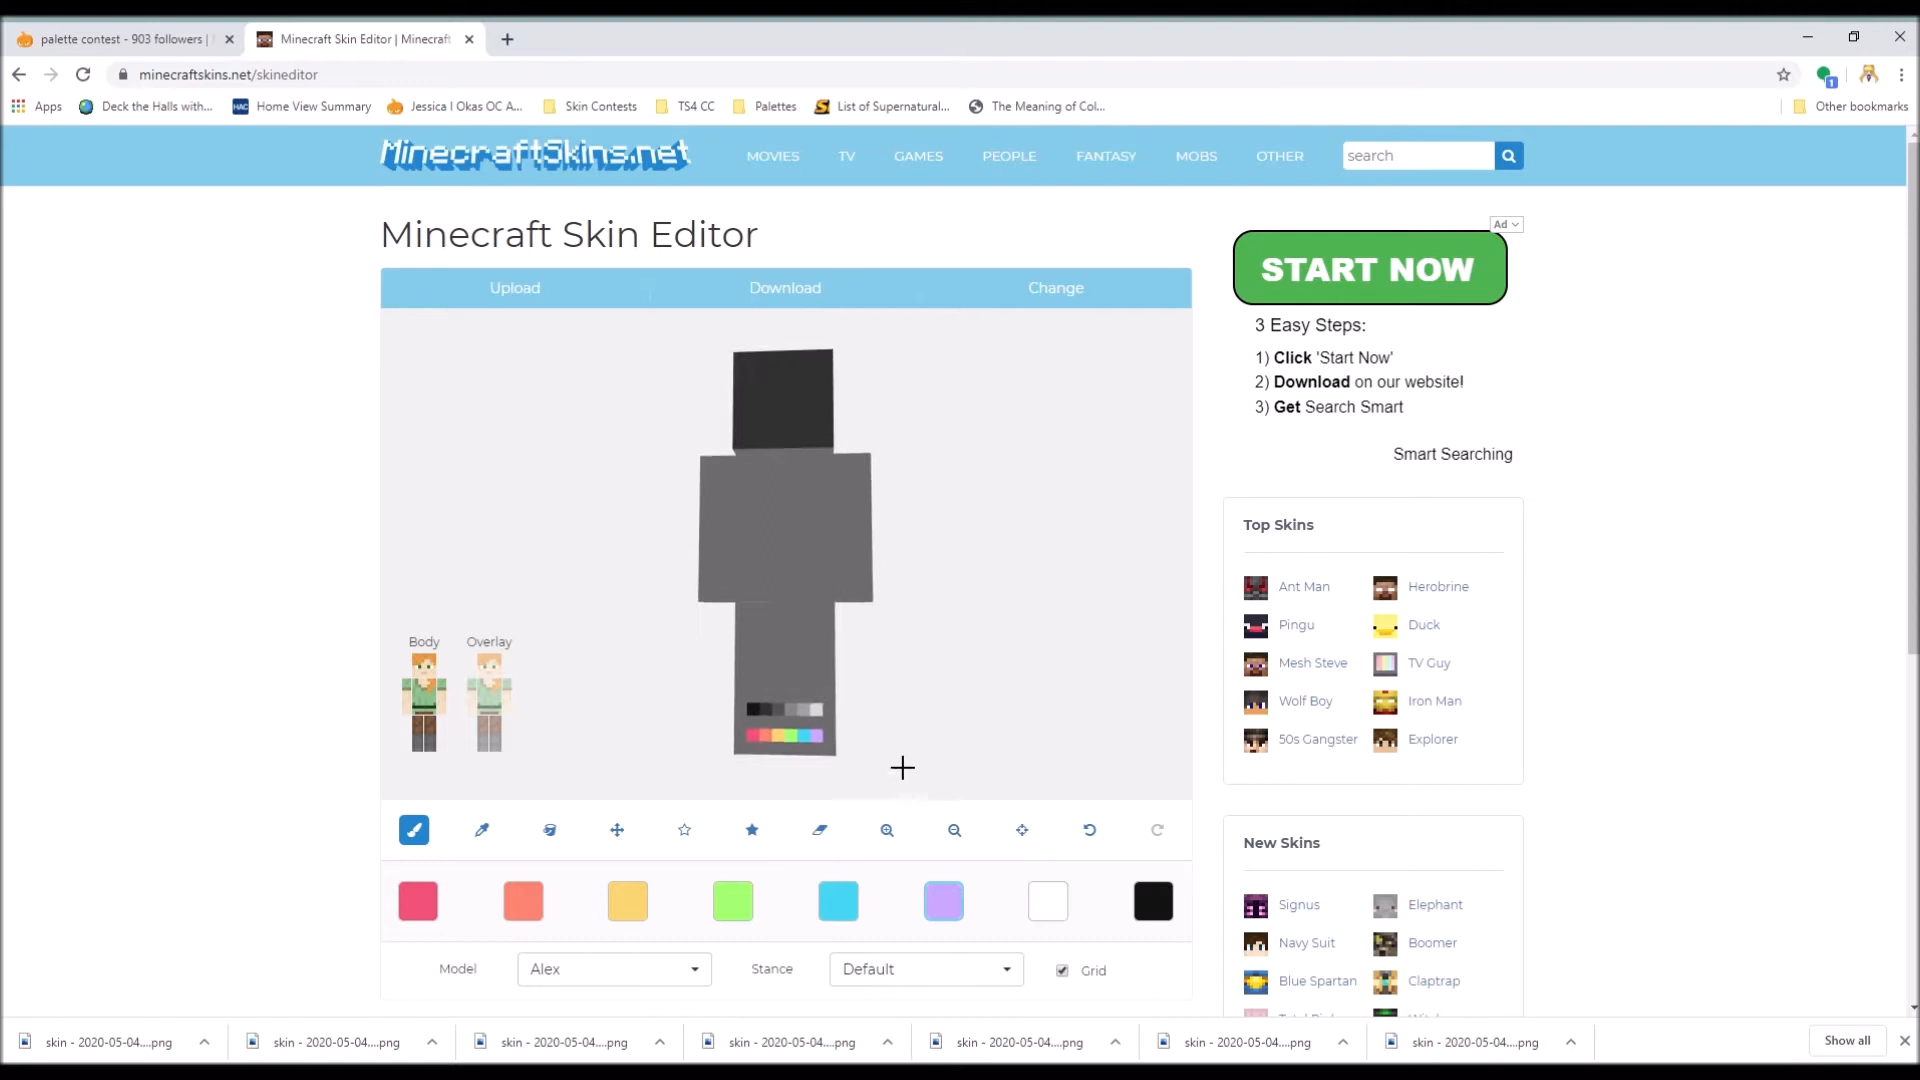 palette contest - 903 followers |
Minecraft Skin Editor | Minecraft
minecraftskins.net/skineditor
Apps
Deck the Halls with...
Home View Summary
Jessica I Okas OC A...
Skin Contests
TS4 CC
Palettes
List of Supernatural...
The Meaning of Col...
Other bookmarks
MinecraftSkins.net
MOVIES
TV
GAMES
PEOPLE
FANTASY
MOBS
OTHER
search
Minecraft Skin Editor
Upload
Download
Change
Body
Overlay
Model
Alex
Stance
Default
Grid
Ad
START NOW
3 Easy Steps:
1) Click 'Start Now'
2) Download on our website!
3) Get Search Smart
Smart Searching
Top Skins
Ant Man
Herobrine
Pingu
Duck
Mesh Steve
TV Guy
Wolf Boy
Iron Man
50s Gangster
Explorer
New Skins
Signus
Elephant
Navy Suit
Boomer
Blue Spartan
Claptrap
skin - 2020-05-04....png
skin - 2020-05-04....png
skin - 2020-05-04....png
skin - 2020-05-04....png
skin - 2020-05-04....png
skin - 2020-05-04....png
skin - 2020-05-04....png
Show all